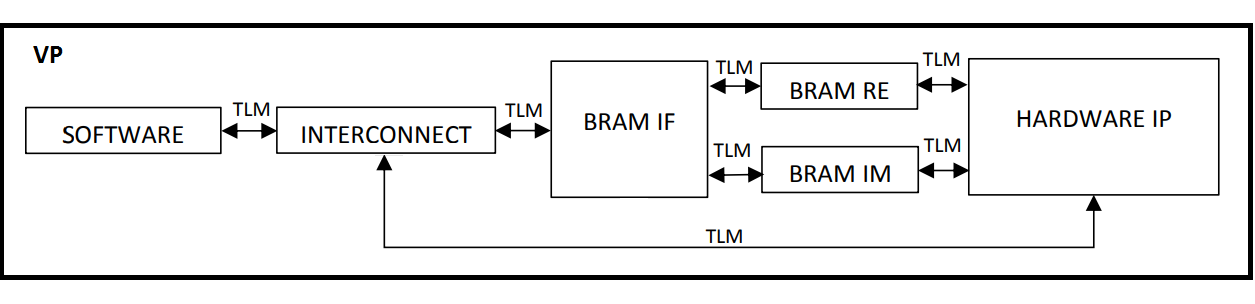 VP
SOFTWARE
TLM
INTERCONNECT
TLM
BRAM IF
TLM
BRAM RE
TLM
HARDWARE IP
TLM
BRAM IM
TLM
TLM